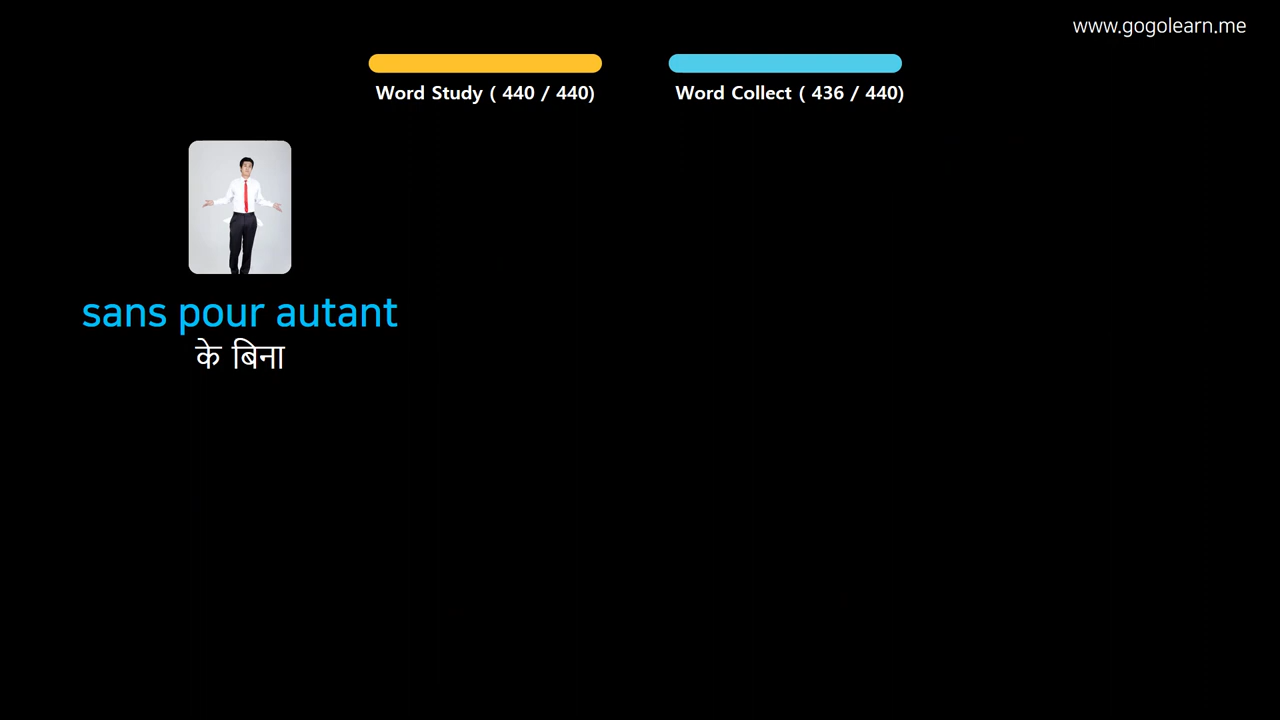 www.gogolearn.me
Word Study ( 440 / 440)
Word Collect ( 436 / 440)
sans pour autant
के बिना